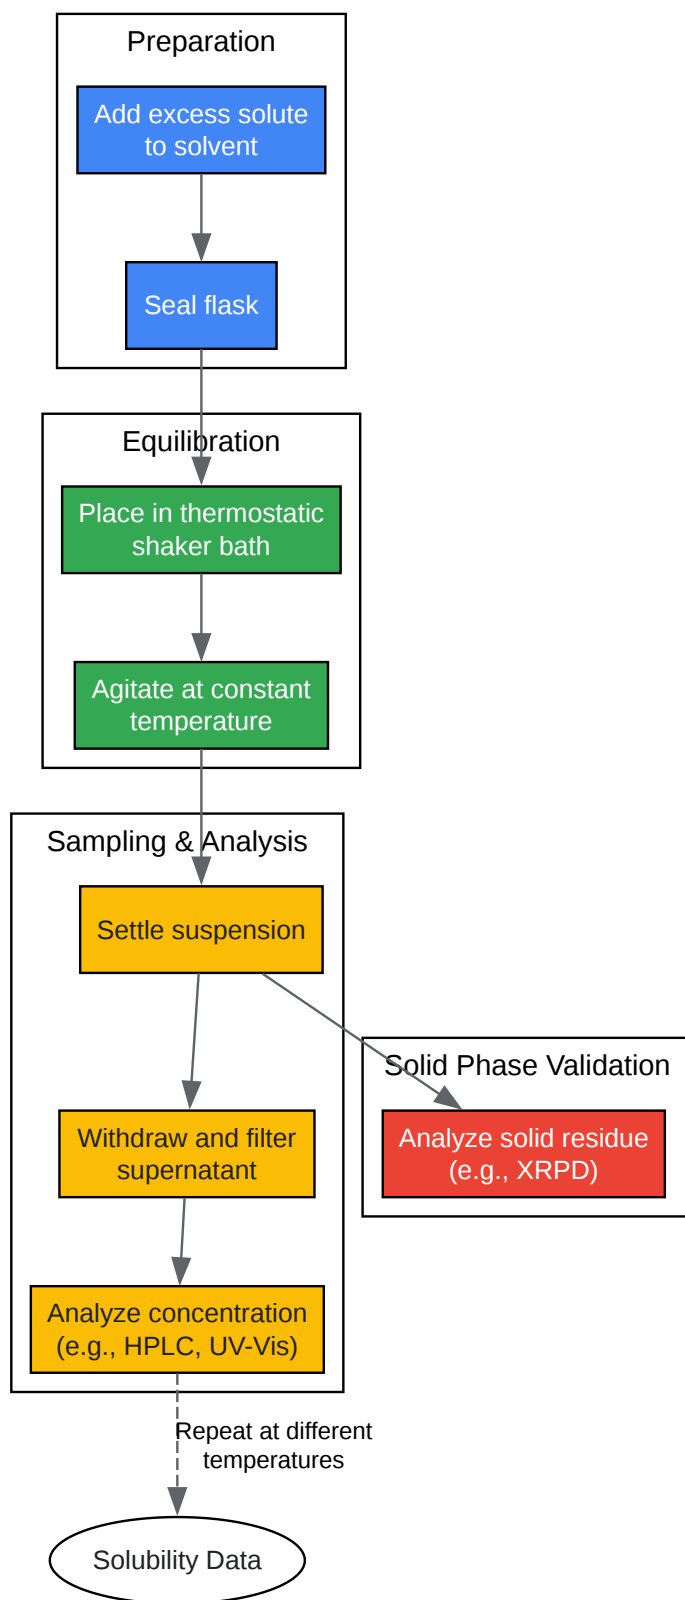 Preparation
Add excess solute
to solvent
Seal flask
Equilibration
Place in thermostatic
shaker bath
Agitate at constant
temperature
Sampling & Analysis
Settle suspension
Solid Phase Validation
Withdraw and filter
supernatant
Analyze solid residue
(e.g., XRPD)
Analyze concentration
(e.g., HPLC, UV-Vis)
Repeat at different
temperatures
Solubility Data